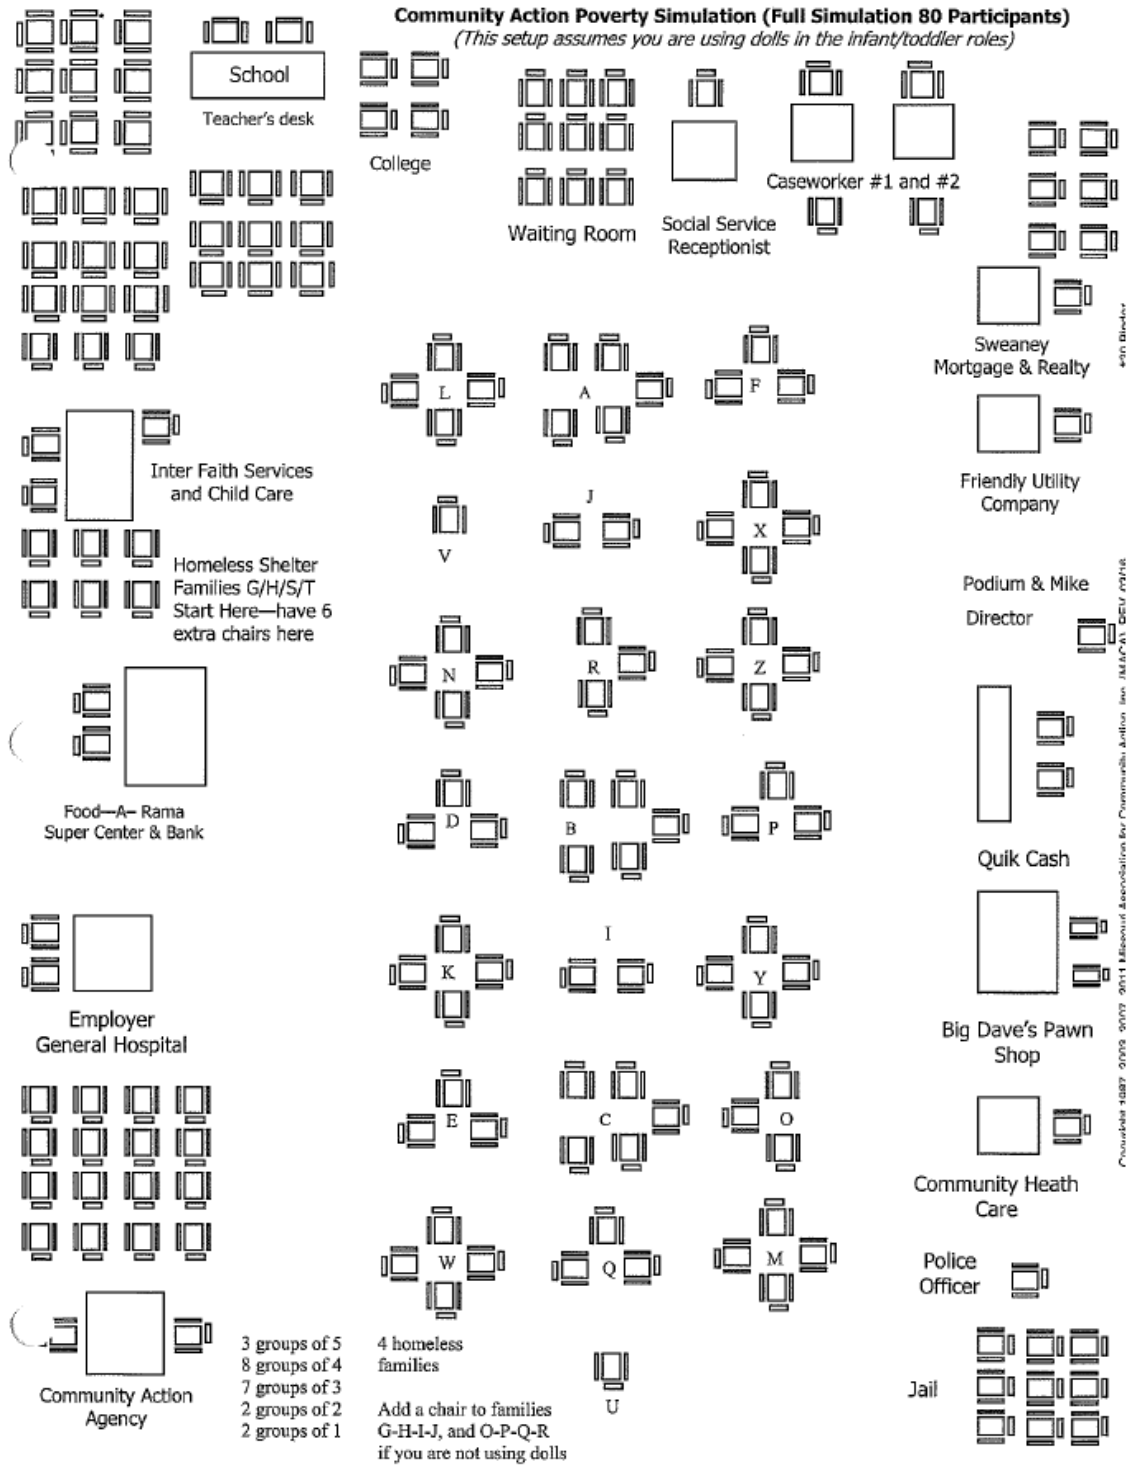 Community Action Poverty Simulation (Full Simulation 80 Participants)
(This setup assumes you are using dolls in the infant/toddler roles)
School
Teacher's desk
College
Waiting Room
Social Service
Receptionist
Caseworker #1 and #2
Sweaney
Mortgage & Realty
L
A
F
Friendly Utility
Company
Inter Faith Services
and Child Care
J
V
X
Homeless Shelter
Families G/H/S/T
Start Here—have 6
extra chairs here
Podium & Mike
Director
N
R
Z
Food—A– Rama
Super Center & Bank
D
B
P
Quik Cash
K
I
Y
Employer
General Hospital
Big Dave's Pawn
Shop
E
C
O
Community Heath
Care
W
Q
M
Police
Officer
Community Action
Agency
3 groups of 5
8 groups of 4
7 groups of 3
2 groups of 2
2 groups of 1
4 homeless
families
Add a chair to families
G-H-I-J, and O-P-Q-R
if you are not using dolls
U
Jail